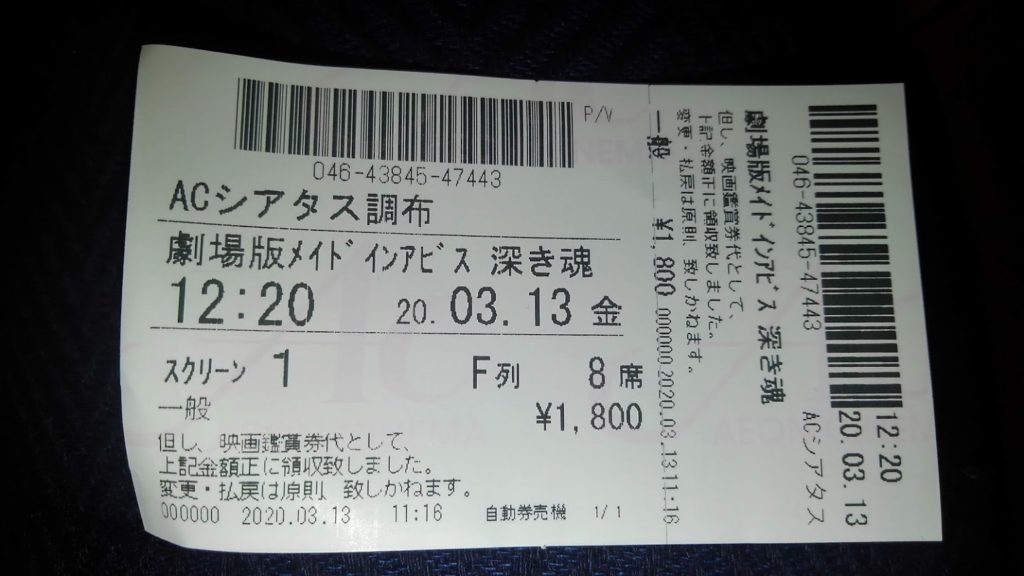 P/V
046-43845-47443
ACシアタス調布
劇場版メイドインアビス 深き魂
12:20 20.03.13 金
スクリーン 1 F列 8席
一般 ¥1,800
但し、映画鑑賞券代として、
上記金額正に領収致しました。
変更・払戻は原則 致しかねます。
000000 2020.03.13 11:16 自動券売機 1/1
12:20 20.03.13
ACシアタス
046-43845-47443
劇場版メイドインアビス 深き魂
但し、映画鑑賞券代として、
上記金額正に領収致しました。
変更・払戻は原則 致しかねます。
一般 ¥1,800 000000 2020.03.13 11:16